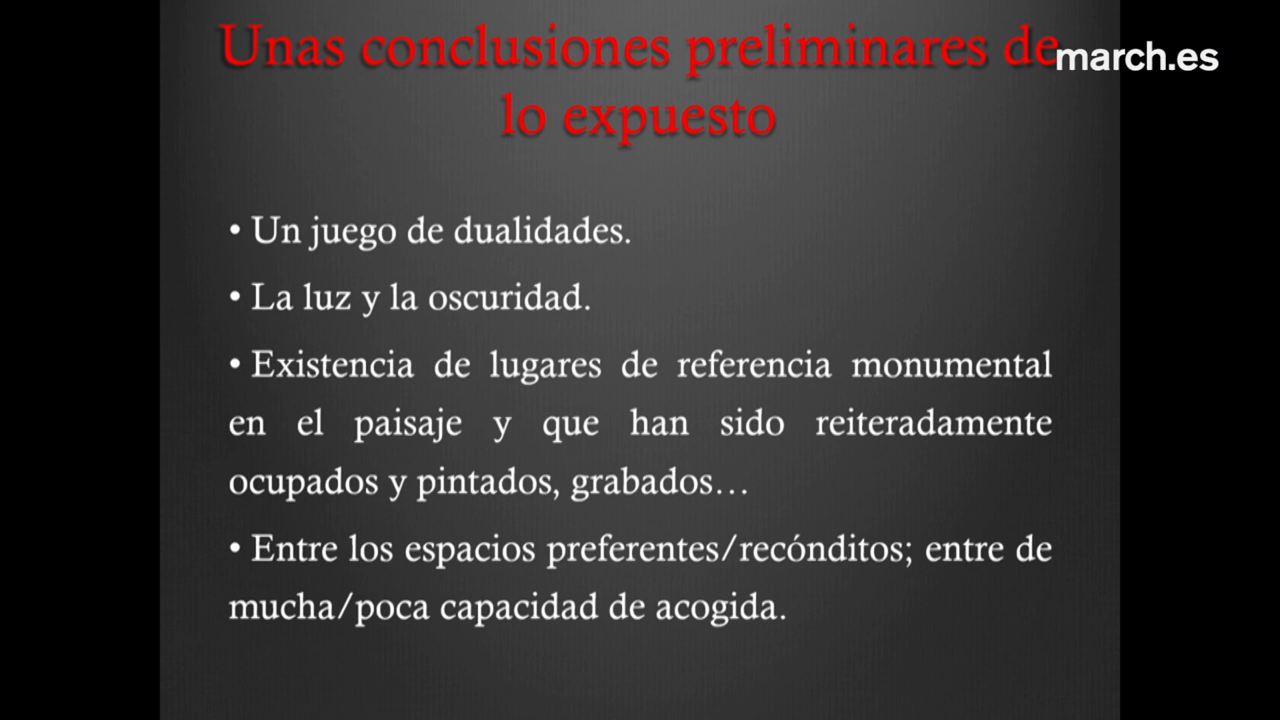 Unas conclusiones preliminares de
march.es
lo expuesto
• Un juego de dualidades.
• La luz y la oscuridad.
• Existencia de lugares de referencia monumental
en el paisaje y que han sido reiteradamente
ocupados y pintados, grabados…
• Entre los espacios preferentes/recónditos; entre de
mucha/poca capacidad de acogida.